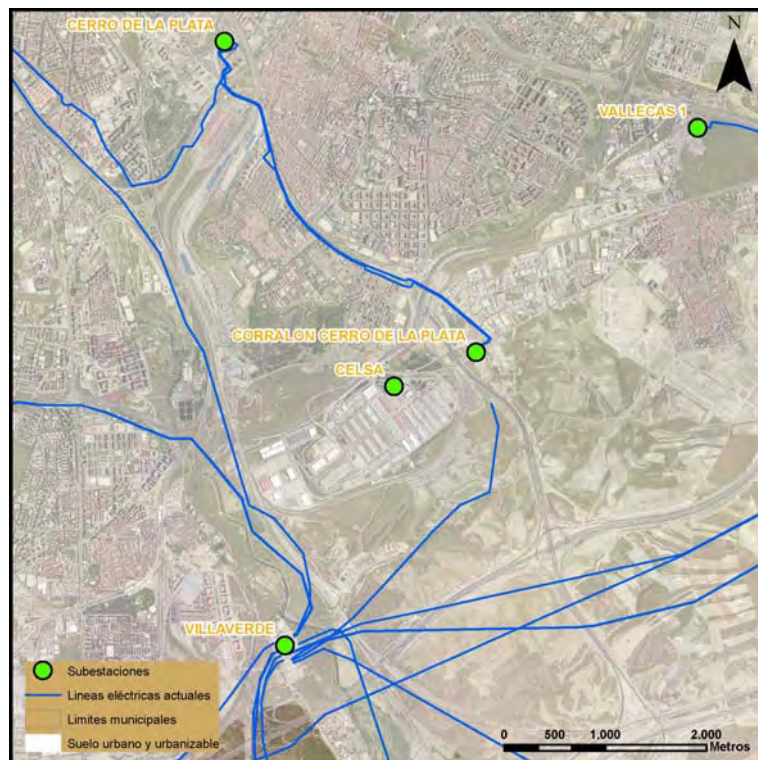 CERRO DE LA PLATA
N
VALLECAS 1
CORRALON CERRO DE LA PLATA
CELSA
VILLAVERDE
Subestaciones
Lineas eléctricas actuales
Limites municipales
Suelo urbano y urbanizable
0 500 1.000 2.000
Metros